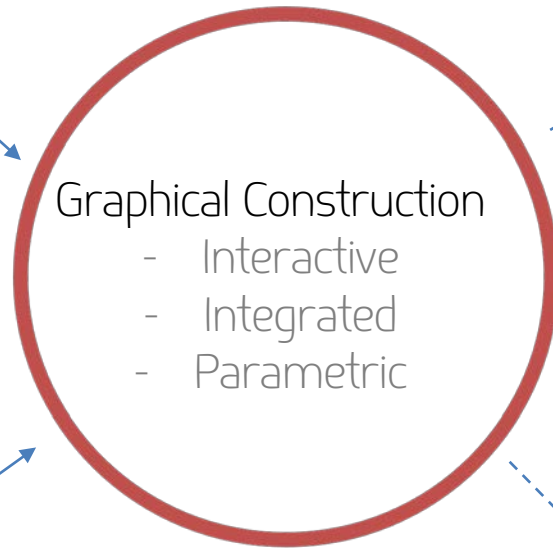 Graphical Construction
- Interactive
- Integrated
- Parametric